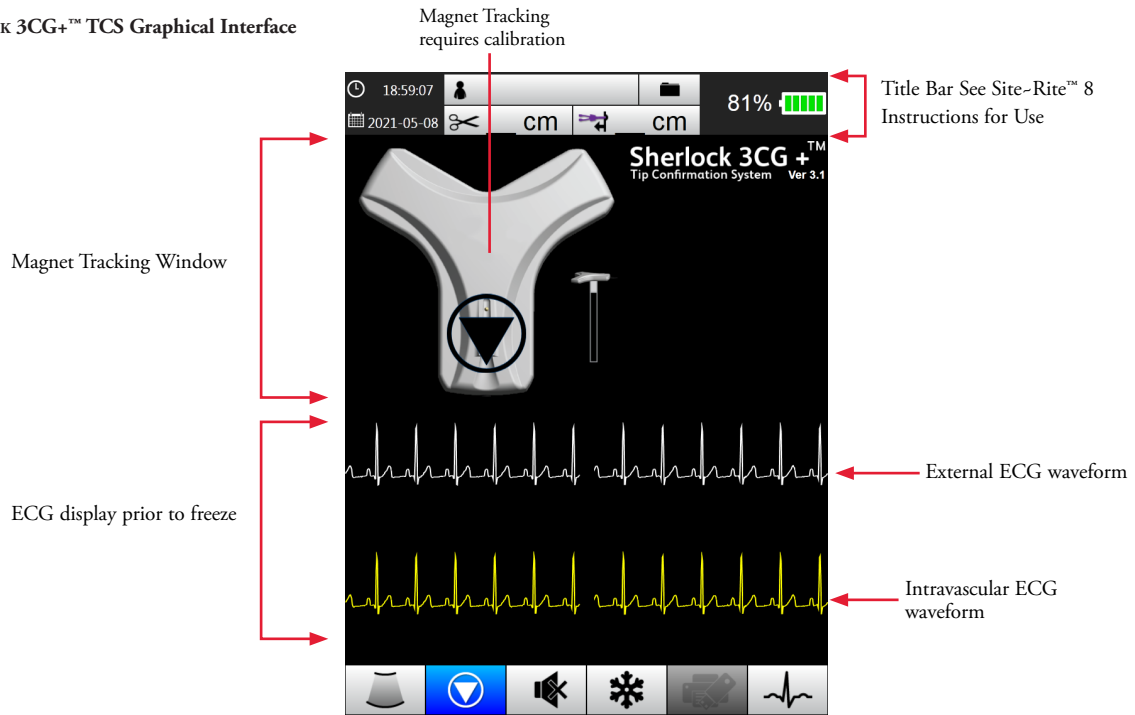 K 3CG+™ TCS Graphical Interface
Magnet Tracking
requires calibration
18:59:07
81%
2021-05-08
cm
cm
Title Bar See Site~Rite™ 8
Instructions for Use
Sherlock 3CG +™
Tip Confirmation System Ver 3.1
Magnet Tracking Window
ECG display prior to freeze
External ECG waveform
Intravascular ECG
waveform